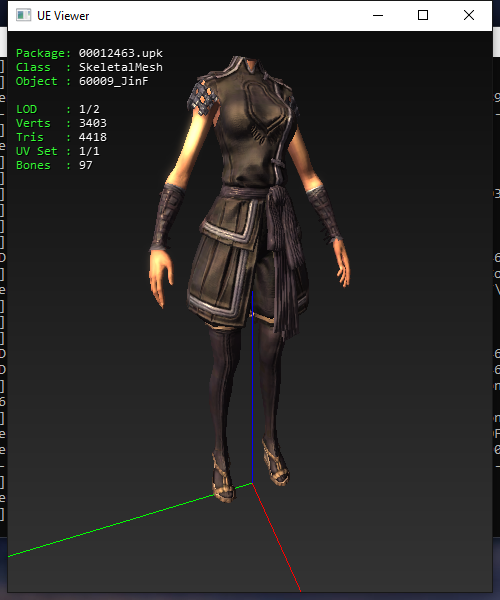 UE Viewer
Package: 00012463.upk
Class : SkeletalMesh
Object : 60009_JinF
LOD : 1/2
Verts : 3403
Tris : 4418
UV Set : 1/1
Bones : 97